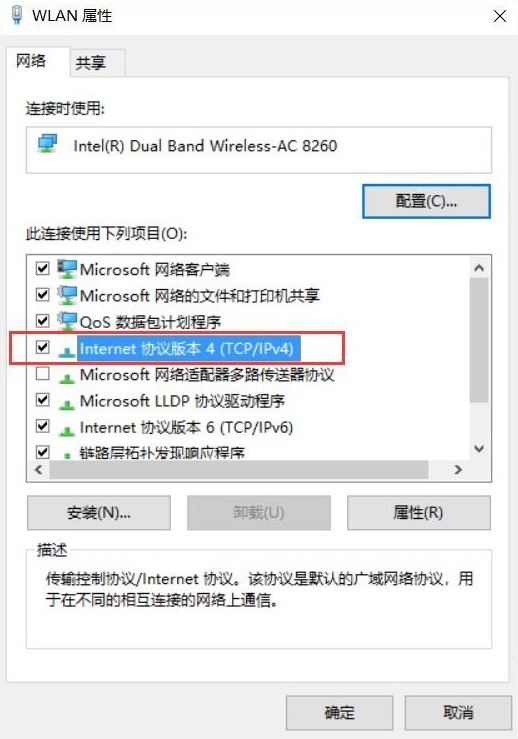 WLAN 属性
网络
共享
连接时使用:
Intel(R) Dual Band Wireless-AC 8260
配置(C)...
此连接使用下列项目(O):
Microsoft 网络客户端
Microsoft 网络的文件和打印机共享
QoS 数据包计划程序
Internet 协议版本 4 (TCP/IPv4)
Microsoft 网络适配器多路传送器协议
Microsoft LLDP 协议驱动程序
Internet 协议版本 6 (TCP/IPv6)
链路层拓扑发现响应程序
安装(N)...
卸载(U)
属性(R)
描述
传输控制协议/Internet 协议。该协议是默认的广域网络协议，用
于在不同的相互连接的网络上通信。
确定
取消